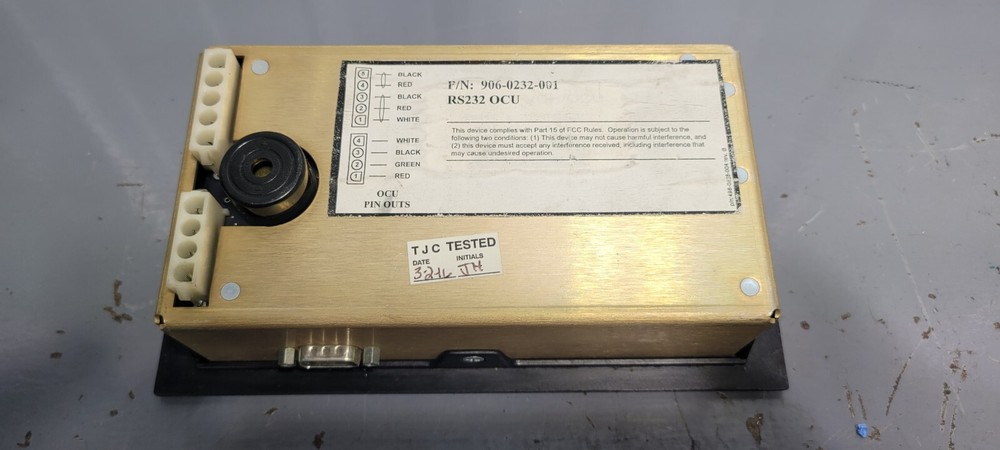 5 BLACK
4 RED
3 BLACK
2 RED
1 WHITE
4 WHITE
3 BLACK
2 GREEN
1 RED
OCU
PIN OUTS
P/N: 906-0232-001
RS232 OCU
This device complies with Part 15 of FCC Rules. Operation is subject to the
following two conditions: (1) This device may not cause harmful interference, and
(2) this device must accept any interference received, including interference that
may cause undesired operation
TJC TESTED
DATE INITIALS